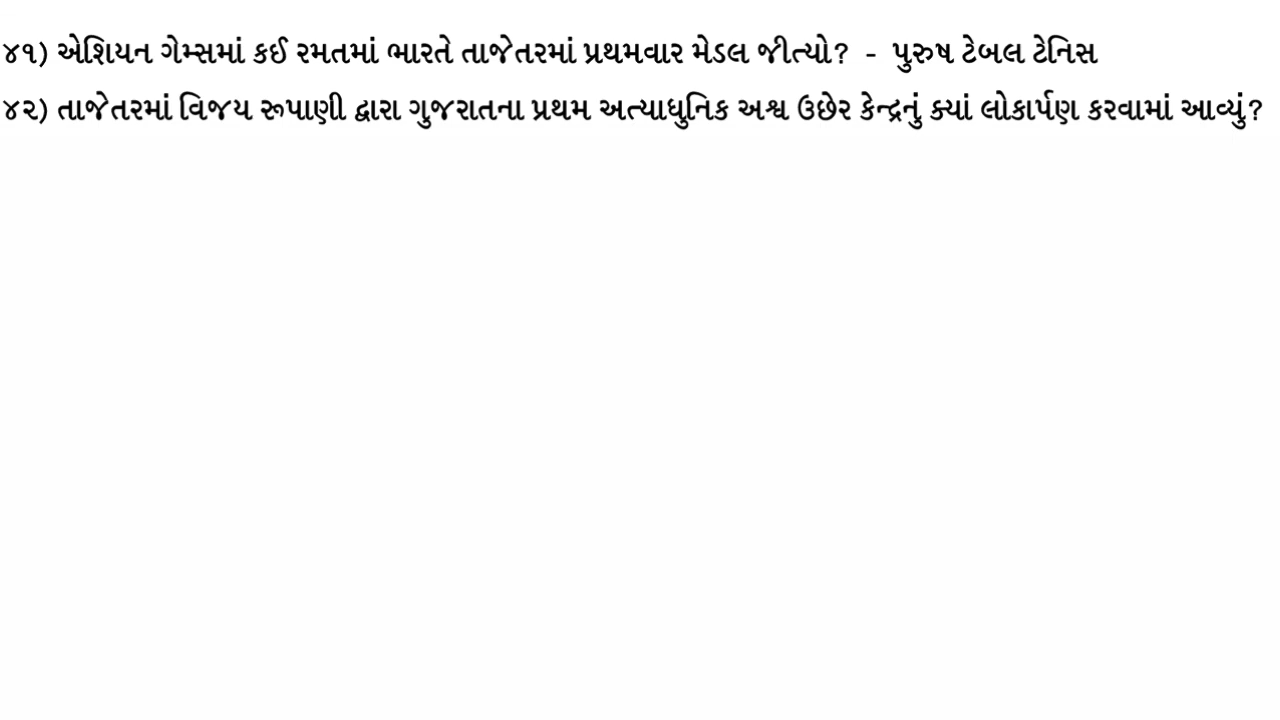 ૪૧) એશિયન ગેમ્સમાં કઈ રમતમાં ભારતે તાજેતરમાં પ્રથમવાર મેડલ જીત્યો? - પુરુષ ટેબલ ટેનિસ
૪૨) તાજેતરમાં વિજય રૂપાણી દ્વારા ગુજરાતના પ્રથમ અત્યાધુનિક અશ્વ ઉછેર કેન્દ્રનું ક્યાં લોકાર્પણ કરવામાં આવ્યું?